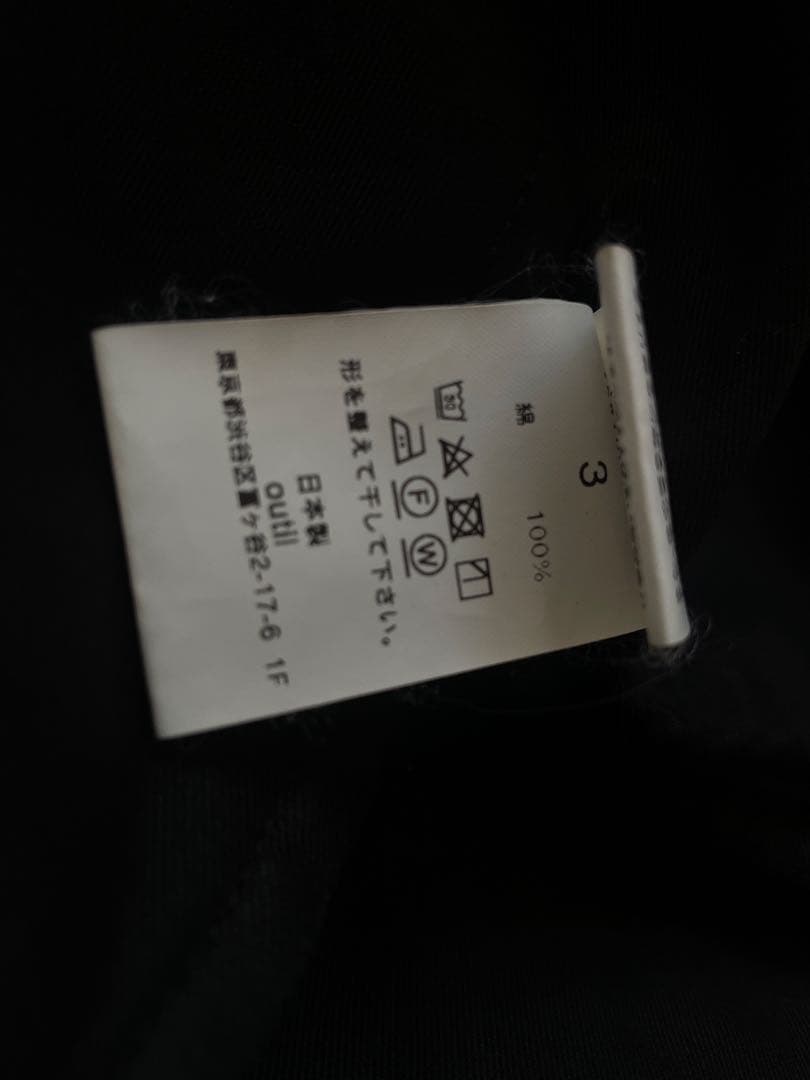 3
綿 100%
30
F W
形を整えて干して下さい。
日本製
outil
東京都渋谷区富ヶ谷2-17-6 1F